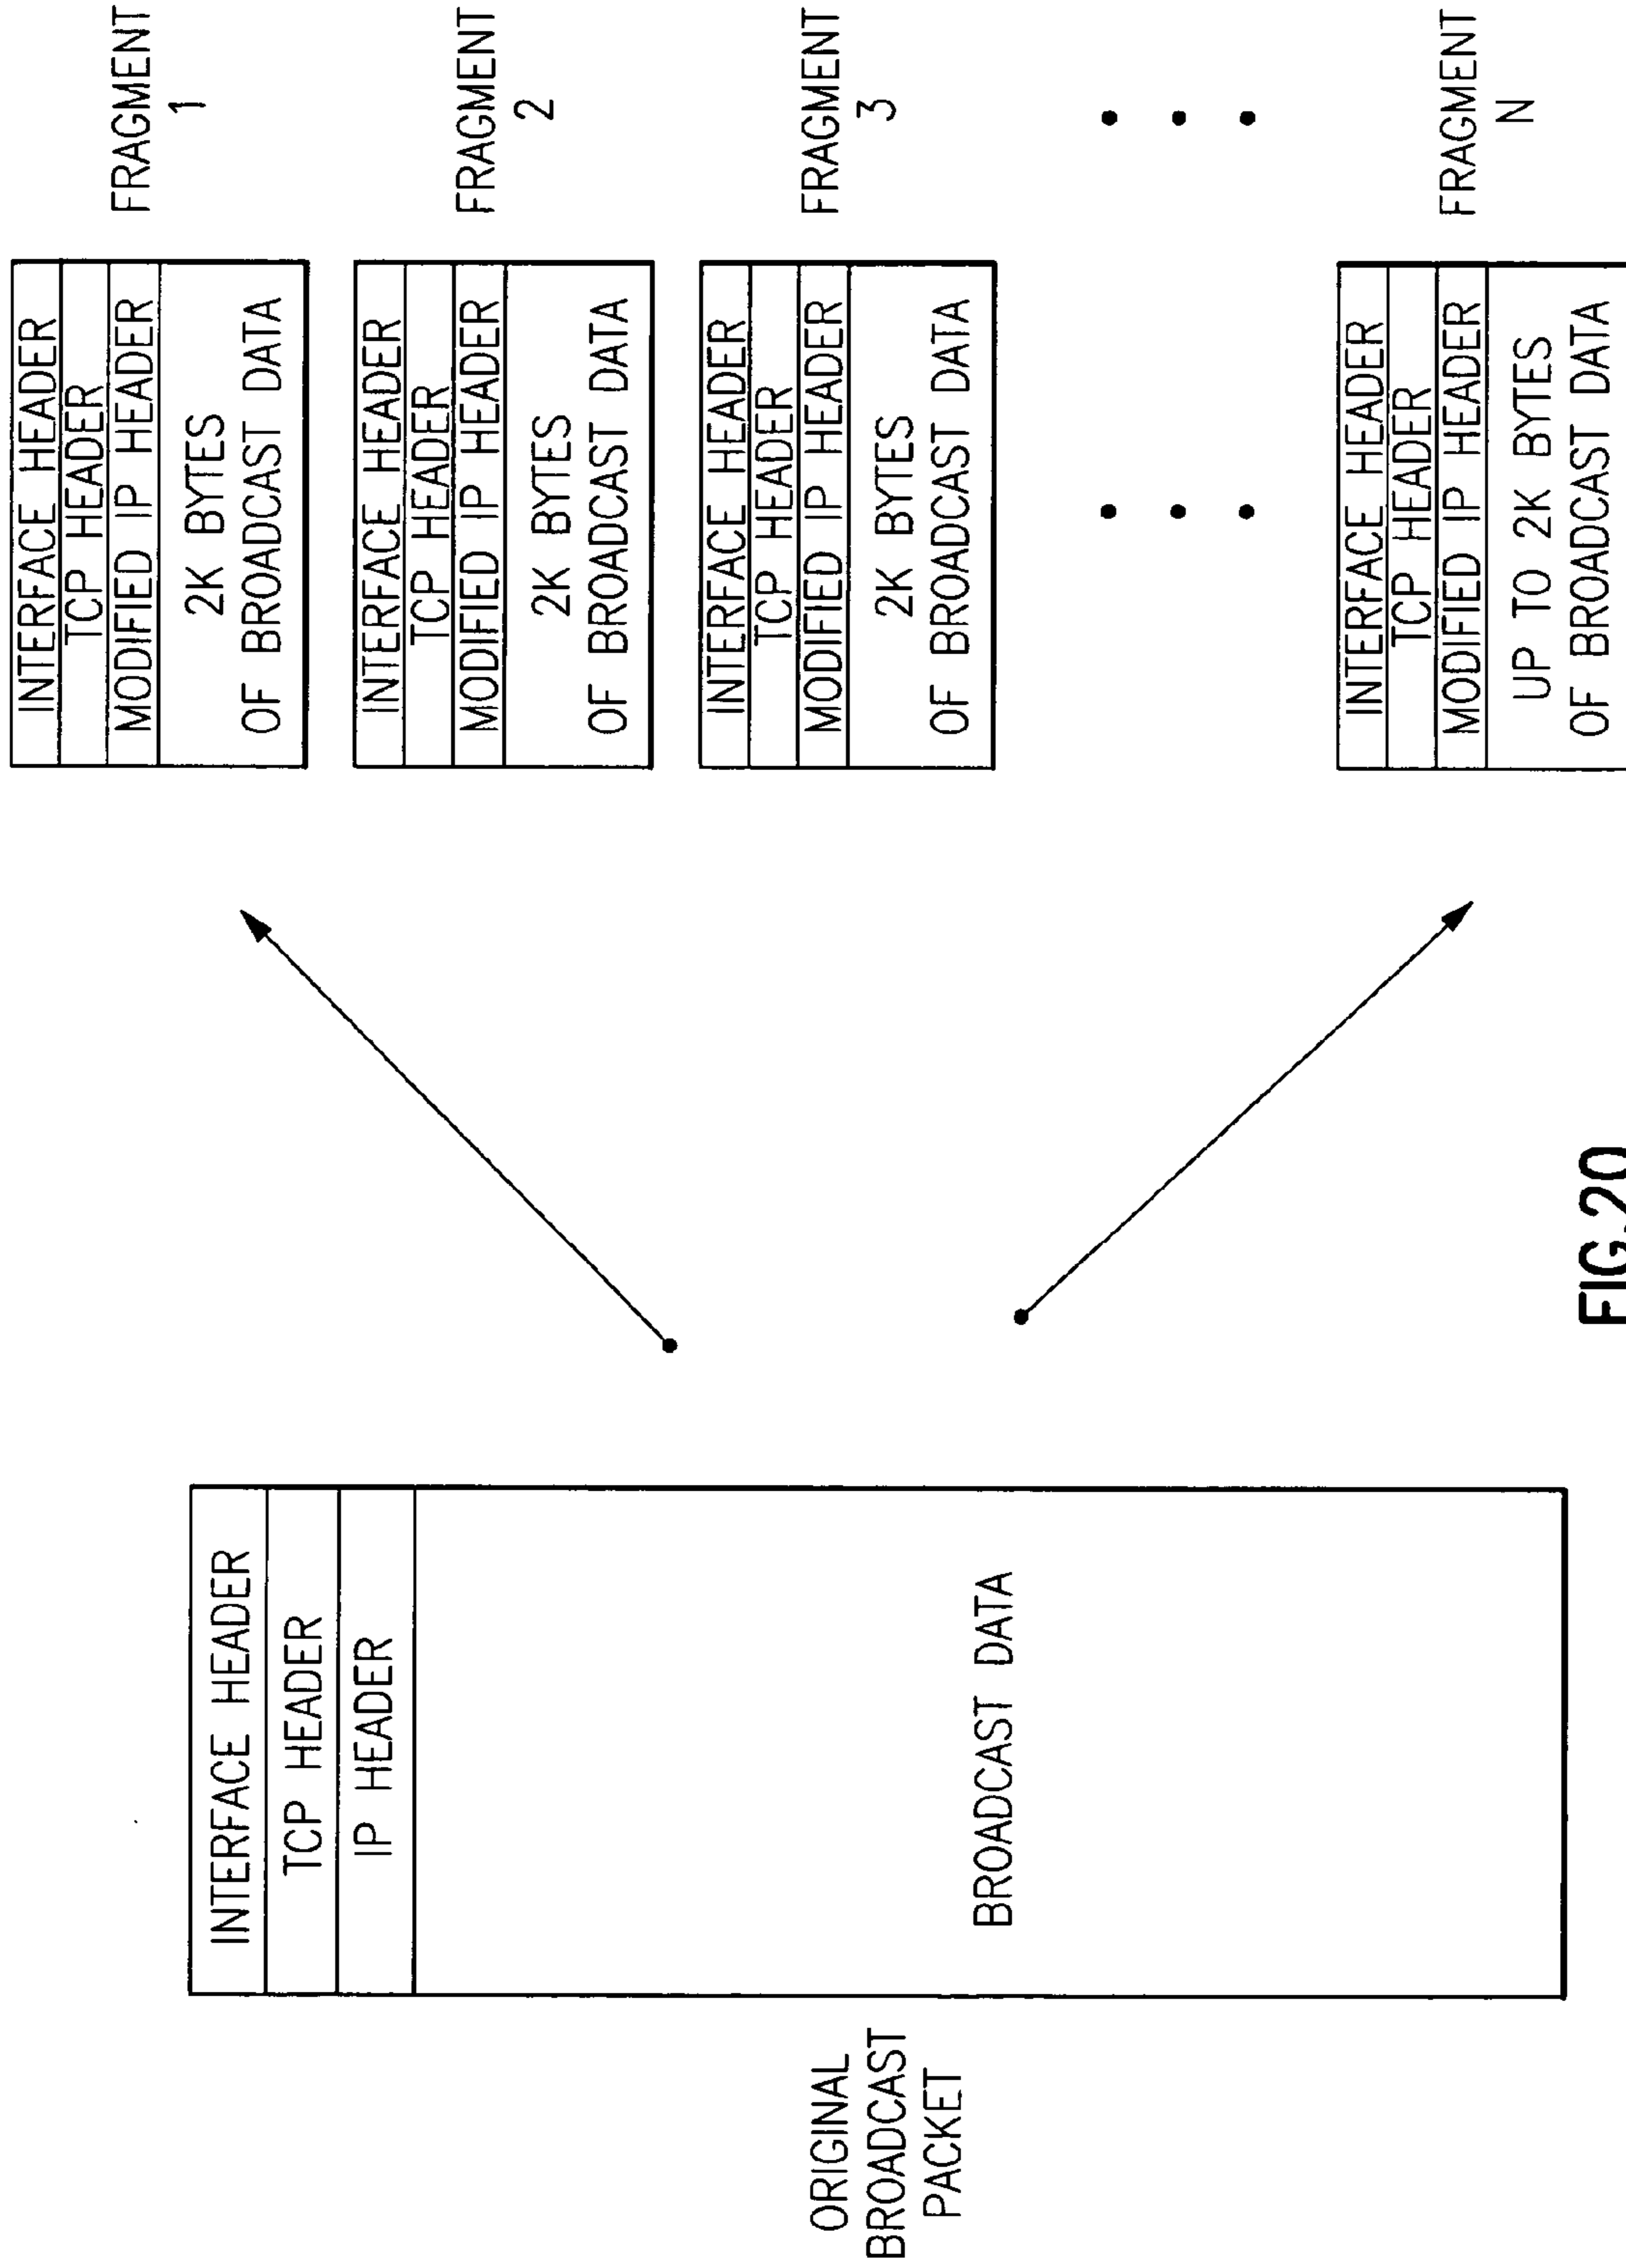 ORIGINAL
BROADCAST
PACKET
INTERFACE HEADER
TCP HEADER
IP HEADER
BROADCAST DATA
INTERFACE HEADER
TCP HEADER
MODIFIED IP HEADER
2K BYTES
OF BROADCAST DATA
FRAGMENT
1
INTERFACE HEADER
TCP HEADER
MODIFIED IP HEADER
2K BYTES
OF BROADCAST DATA
FRAGMENT
2
INTERFACE HEADER
TCP HEADER
MODIFIED IP HEADER
2K BYTES
OF BROADCAST DATA
FRAGMENT
3
INTERFACE HEADER
TCP HEADER
MODIFIED IP HEADER
UP TO 2K BYTES
OF BROADCAST DATA
FRAGMENT
N
FIG.20